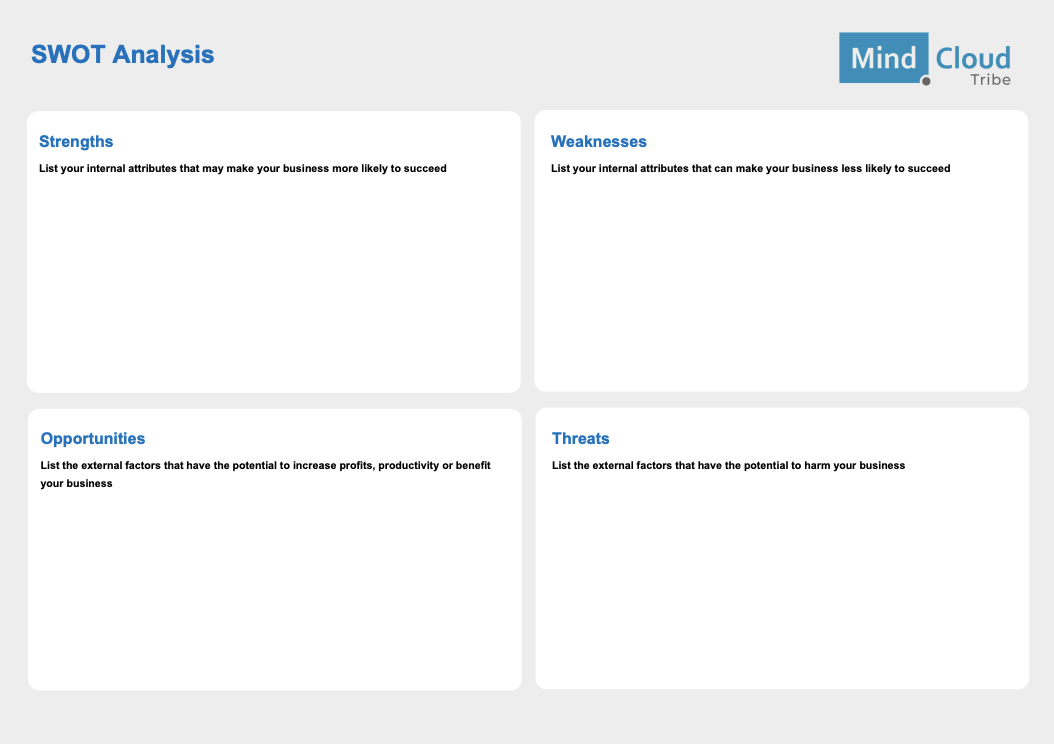 SWOT Analysis
Mind Cloud
Tribe
Strengths
List your internal attributes that may make your business more likely to succeed
Weaknesses
List your internal attributes that can make your business less likely to succeed
Opportunities
List the external factors that have the potential to increase profits, productivity or benefit
your business
Threats
List the external factors that have the potential to harm your business